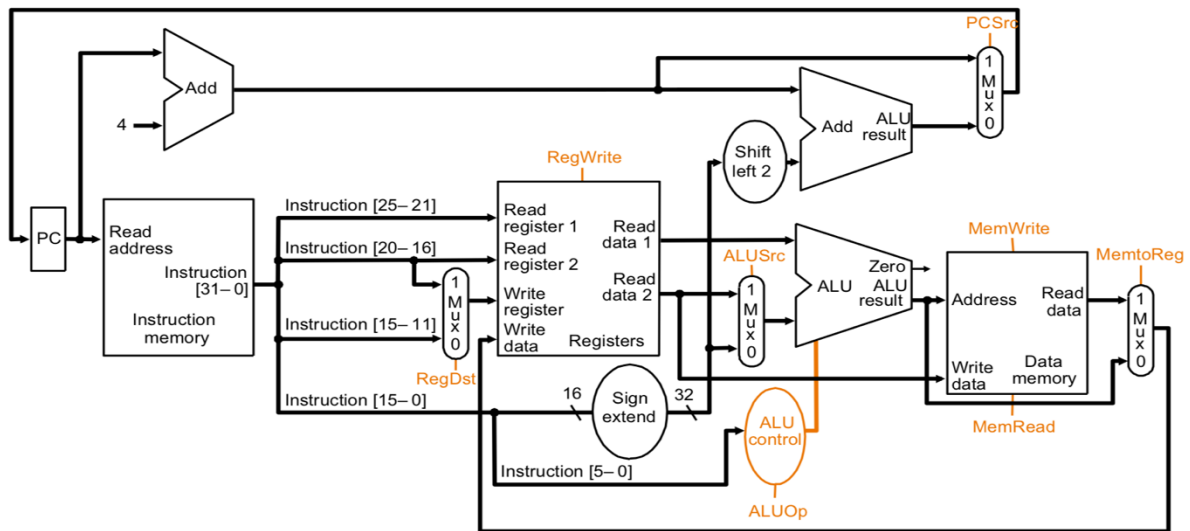 PCSrc
1
Mux
0
Add
4
Add
ALU
result
Shift
left 2
RegWrite
PC
Read
address
Instruction
[31–0]
Instruction
memory
Instruction [25–21]
Instruction [20–16]
Instruction [15–11]
Instruction [15–0]
1
Mux
0
RegDst
Read
register 1
Read
register 2
Write
register
Write
data
Read
data 1
Read
data 2
Registers
16
Sign
extend
32
ALUSrc
1
Mux
0
Zero
ALU
ALU
result
ALU
control
Instruction [5–0]
ALUOp
MemWrite
Address
Read
data
Write
data
Data
memory
MemRead
MemtoReg
1
Mux
0